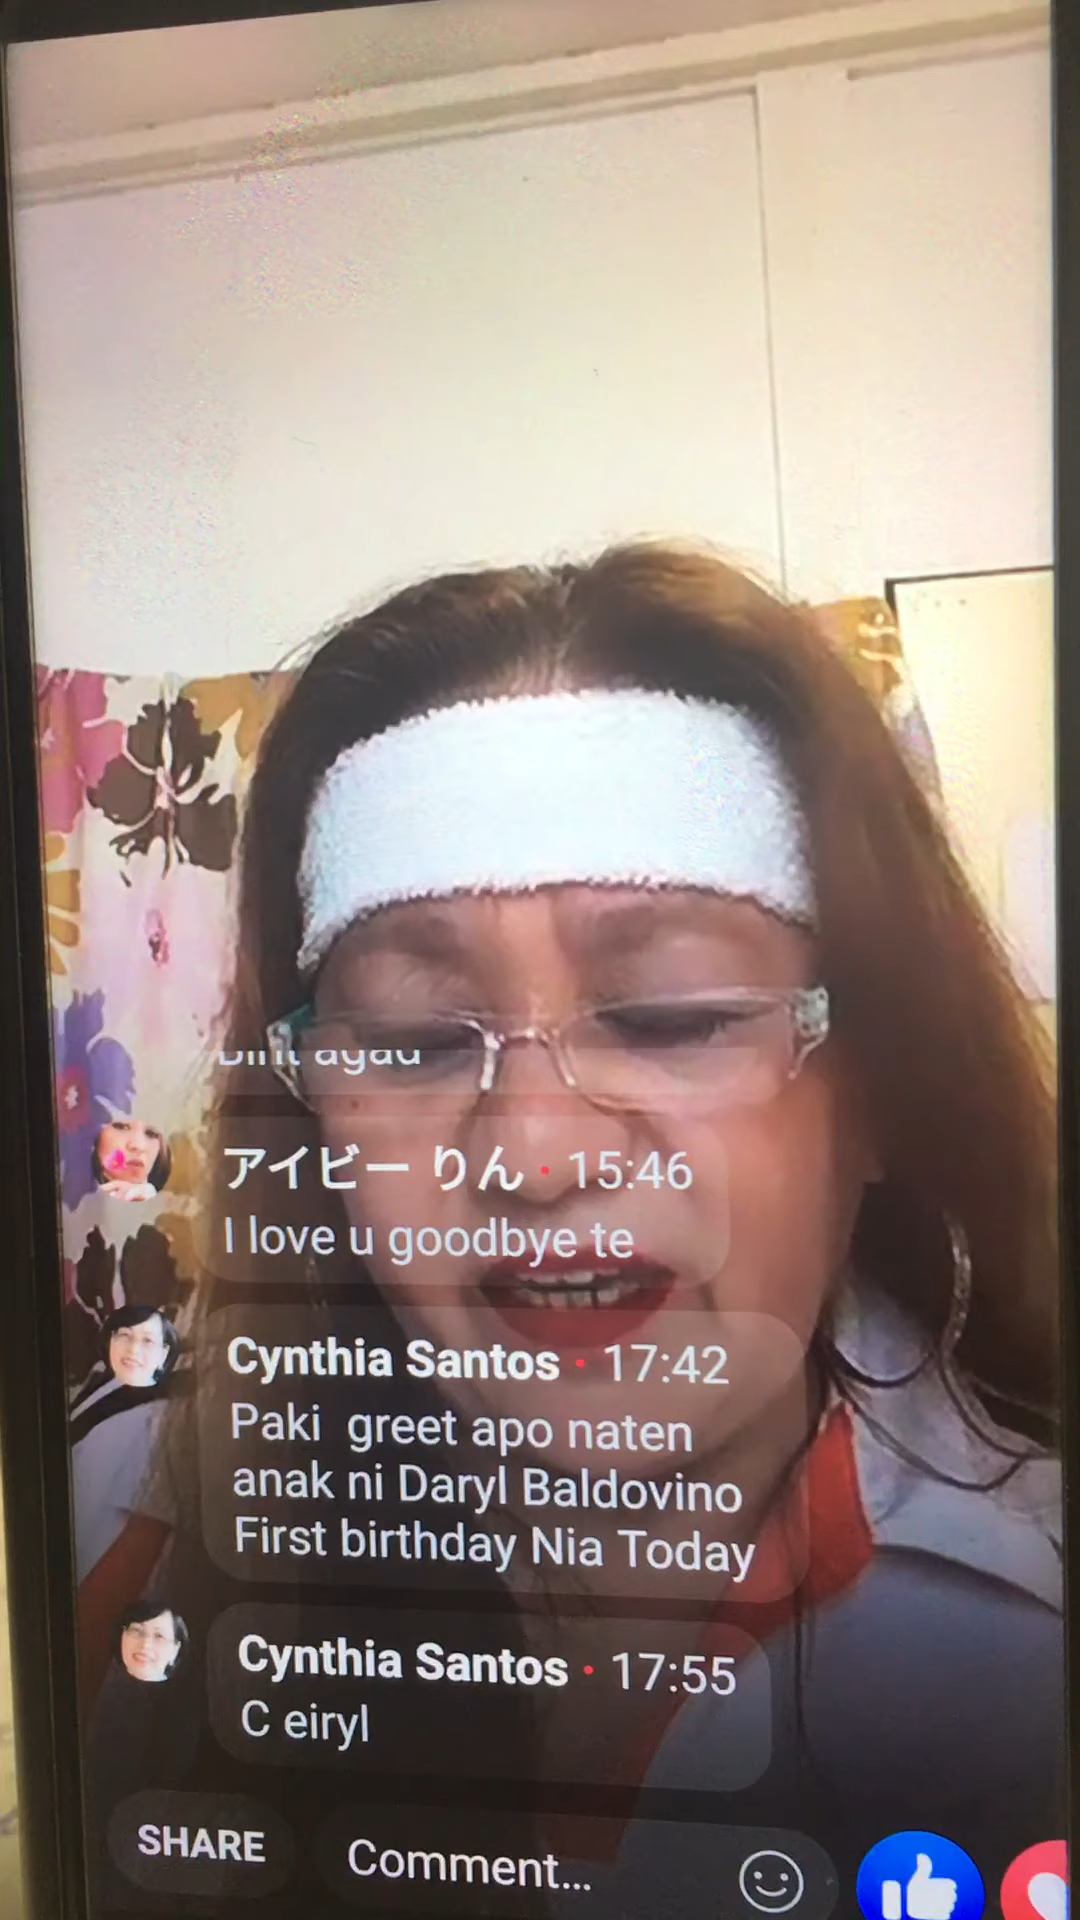 アイビー りん · 15:46
I love u goodbye te
Cynthia Santos · 17:42
Paki greet apo naten
anak ni Daryl Baldovino
First birthday Nia Today
Cynthia Santos · 17:55
C eiryl
SHARE
Comment...